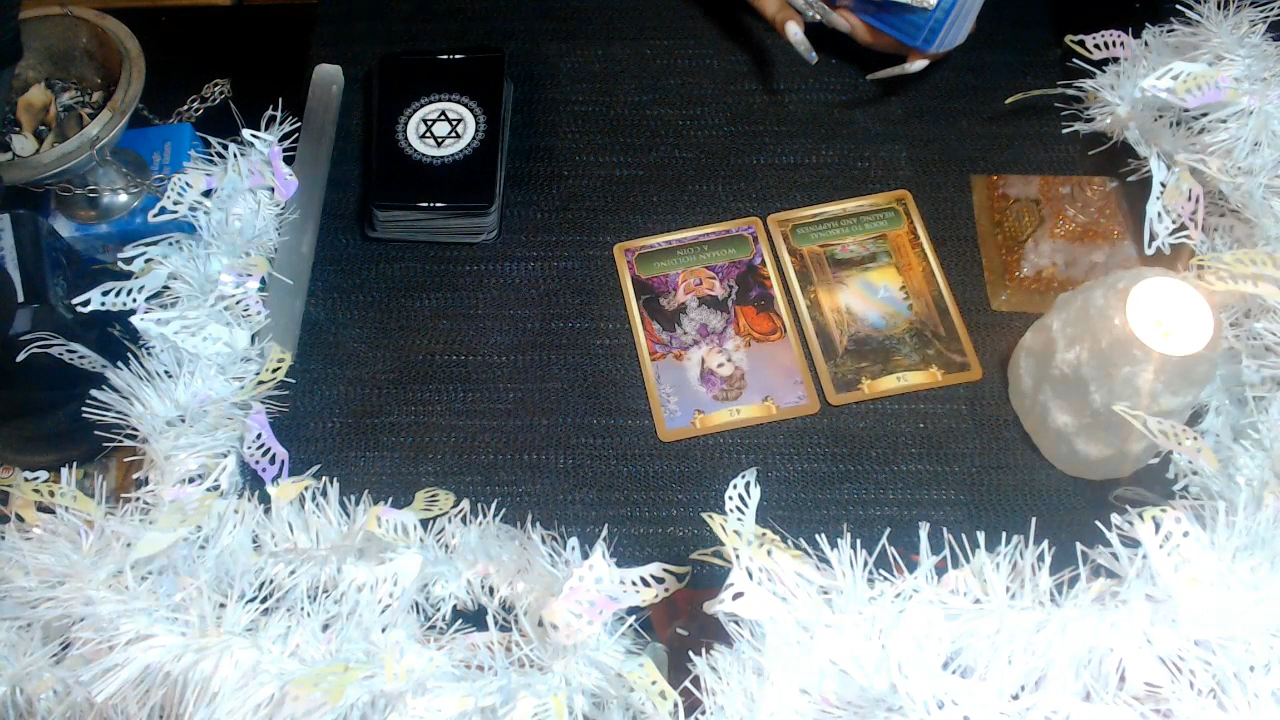 WOMAN HOLDING
A COIN
42
DOOR TO PERSONAL
HEALING AND HAPPINESS
34